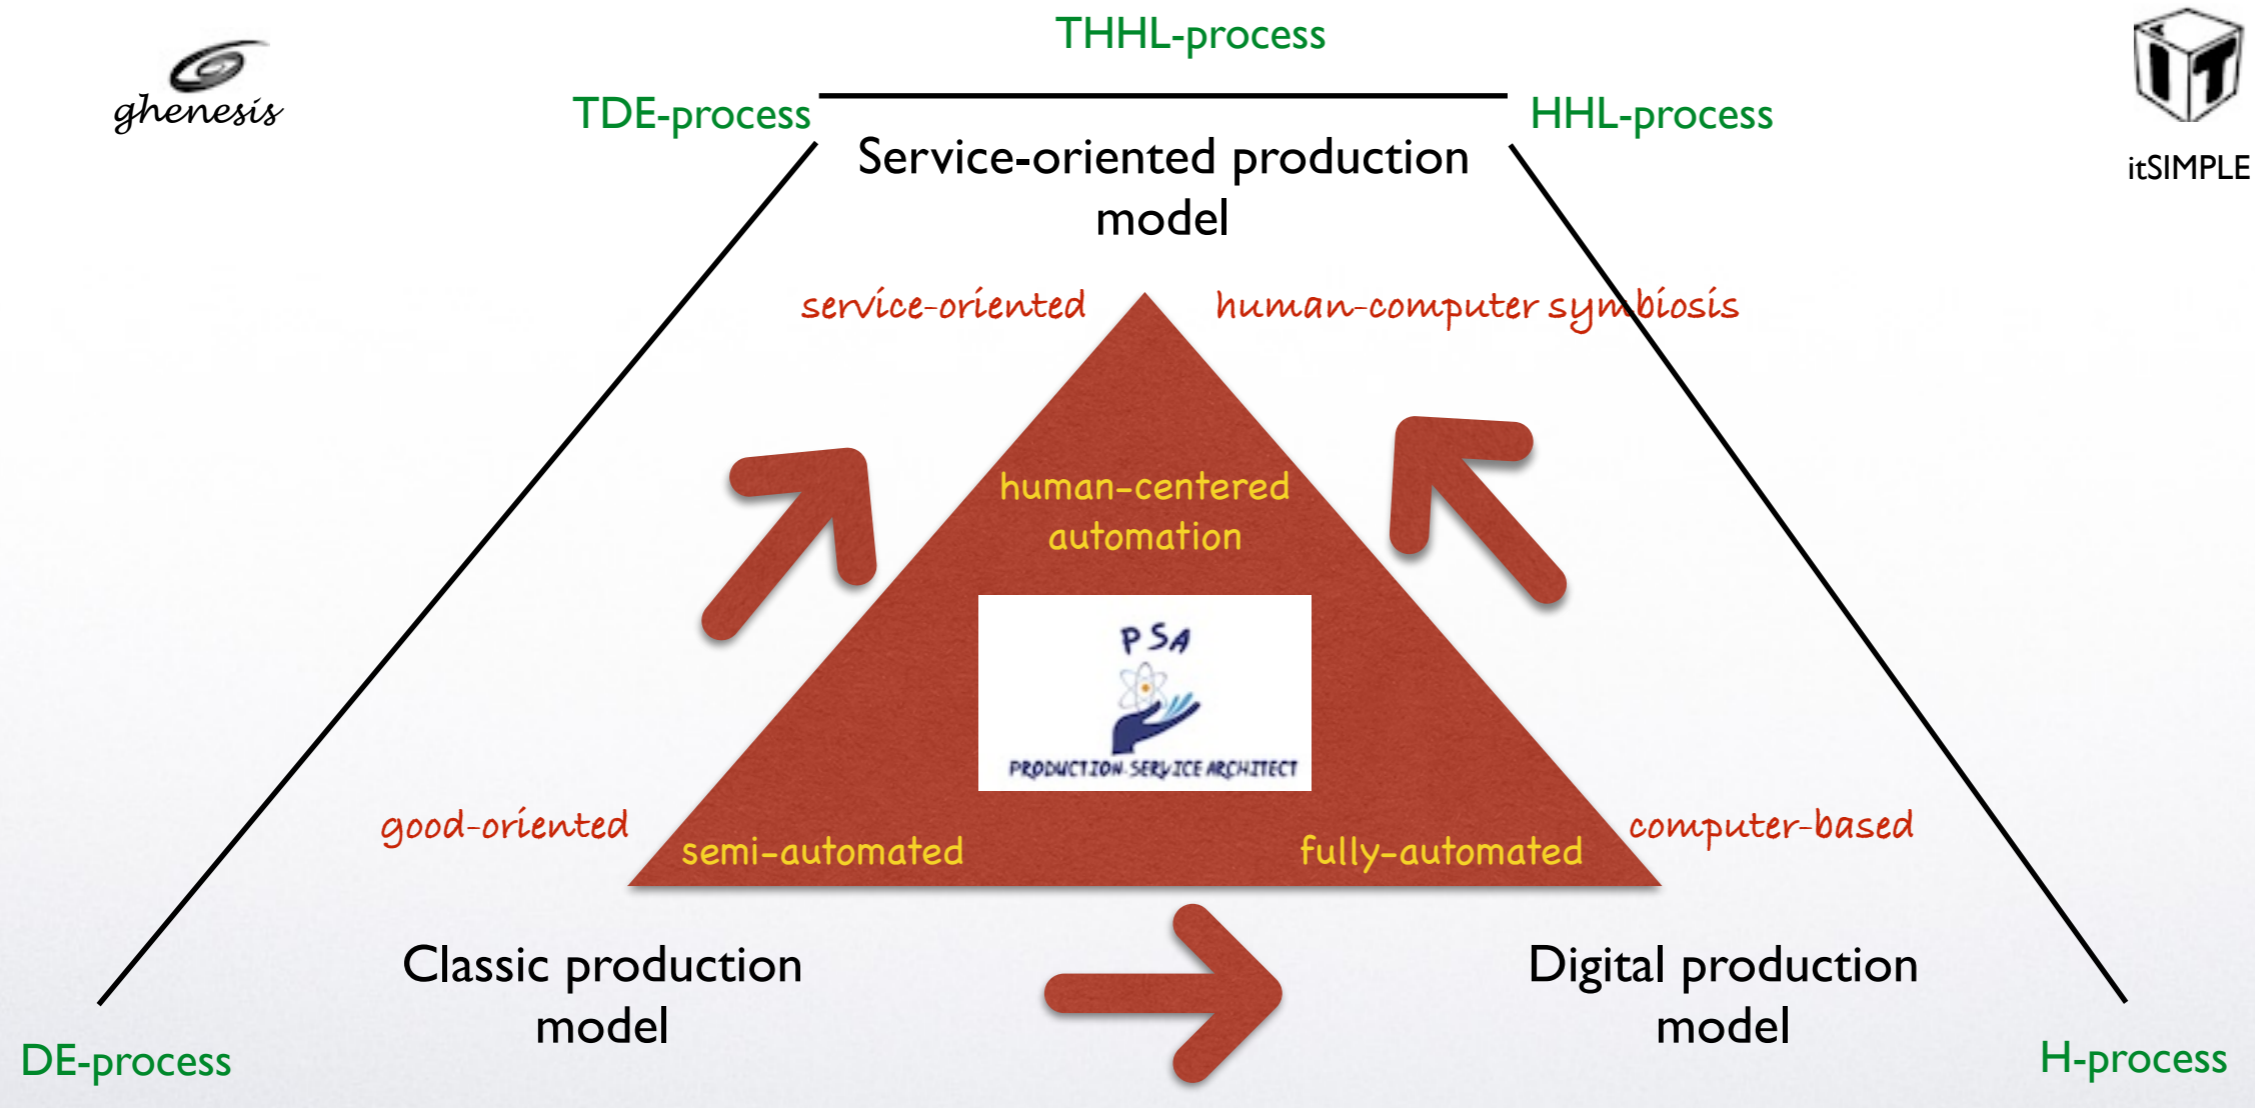 THHL-process
ghenesis
TDE-process
HHL-process
itSIMPLE
Service-oriented production
model
service-oriented
human-computer symbiosis
human-centered
automation
PSA
PRODUCTION-SERVICE ARCHITECT
good-oriented
semi-automated
fully-automated
computer-based
Classic production
model
Digital production
model
DE-process
H-process